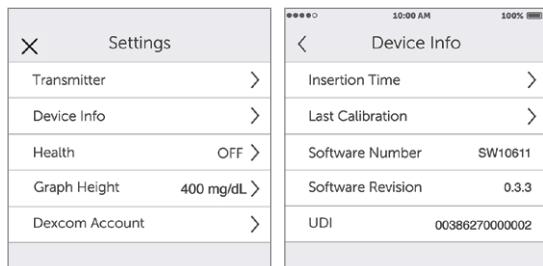 Settings
Transmitter
Device Info
Health OFF
Graph Height 400 mg/dL
Dexcom Account
10:00 AM 100%
Device Info
Insertion Time
Last Calibration
Software Number SW10611
Software Revision 0.3.3
UDI 00386270000002